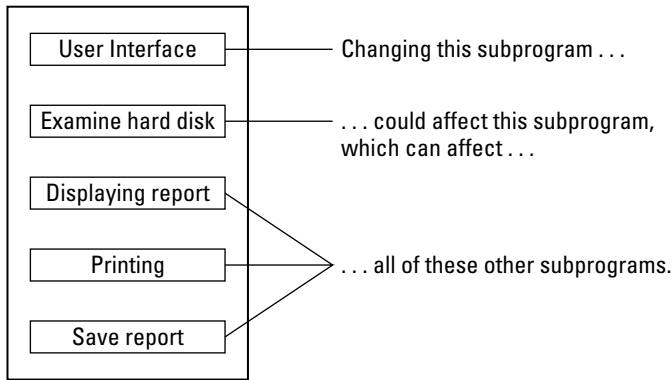 User Interface
Changing this subprogram . . .
Examine hard disk
. . . could affect this subprogram,
which can affect . . .
Displaying report
Printing
. . . all of these other subprograms.
Save report